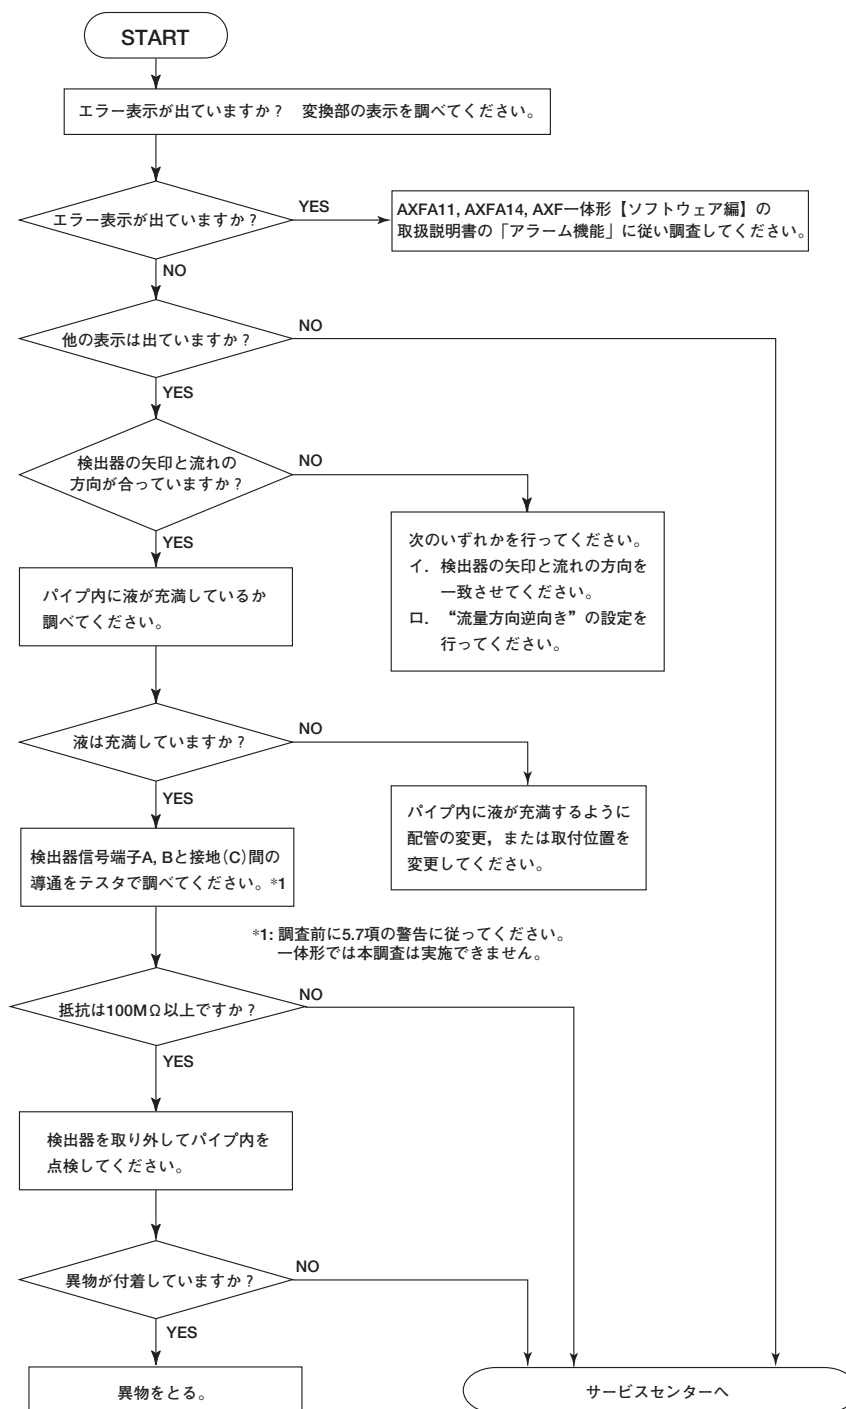 START
エラー表示が出ていますか? 変換部の表示を調べてください。
エラー表示が出ていますか?
YES
AXFA11, AXFA14, AXF一体形【ソフトウェア編】の
取扱説明書の「アラーム機能」に従い調査してください。
NO
他の表示は出ていますか?
NO
YES
検出器の矢印と流れの
方向が合っていますか?
NO
YES
次のいずれかを行ってください。
イ. 検出器の矢印と流れの方向を
一致させてください。
ロ. “流量方向逆向き”の設定を
行ってください。
パイプ内に液が充満しているか
調べてください。
液は充満していますか?
NO
YES
パイプ内に液が充満するように
配管の変更，または取付位置を
変更してください。
検出器信号端子A, Bと接地(C)間の
導通をテスタで調べてください。*1
*1: 調査前に5.7項の警告に従ってください。
一体形では本調査は実施できません。
抵抗は100MΩ以上ですか?
NO
YES
検出器を取り外してパイプ内を
点検してください。
異物が付着していますか?
NO
YES
異物をとる。
サービスセンターへ